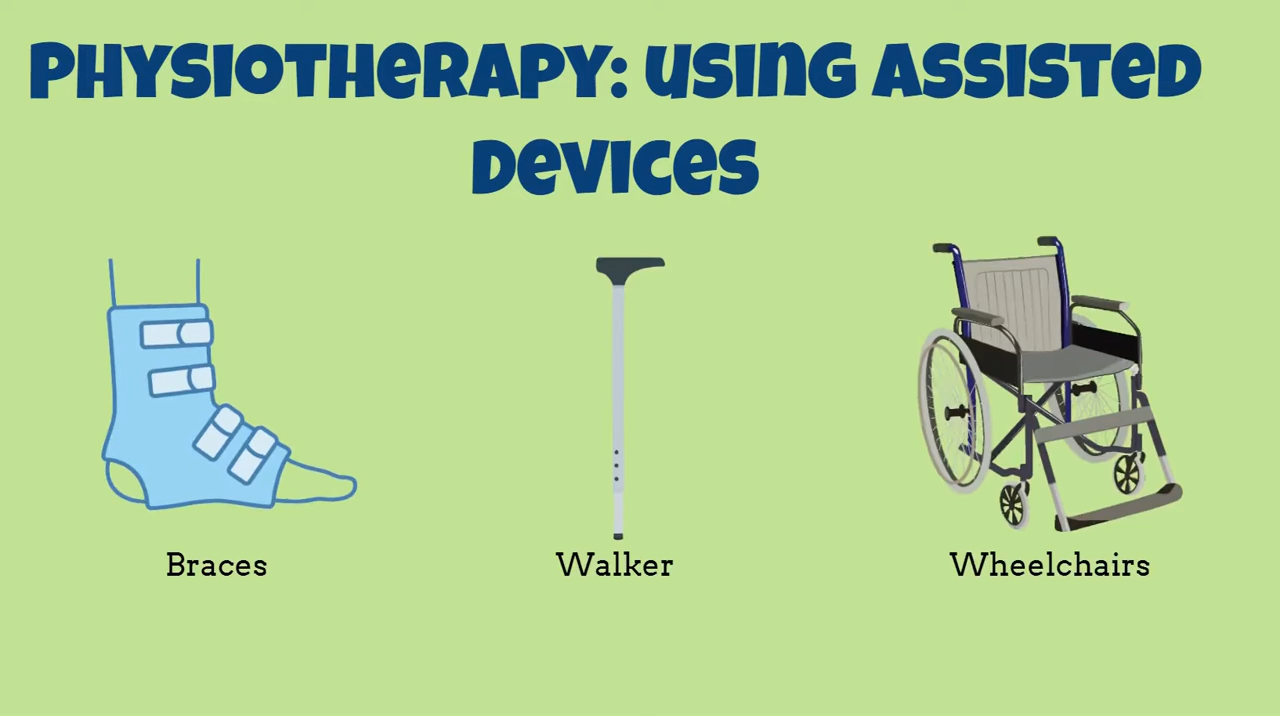 PHYSIOTHERAPY: USING ASSISTED
DEVICES
Braces
Walker
Wheelchairs